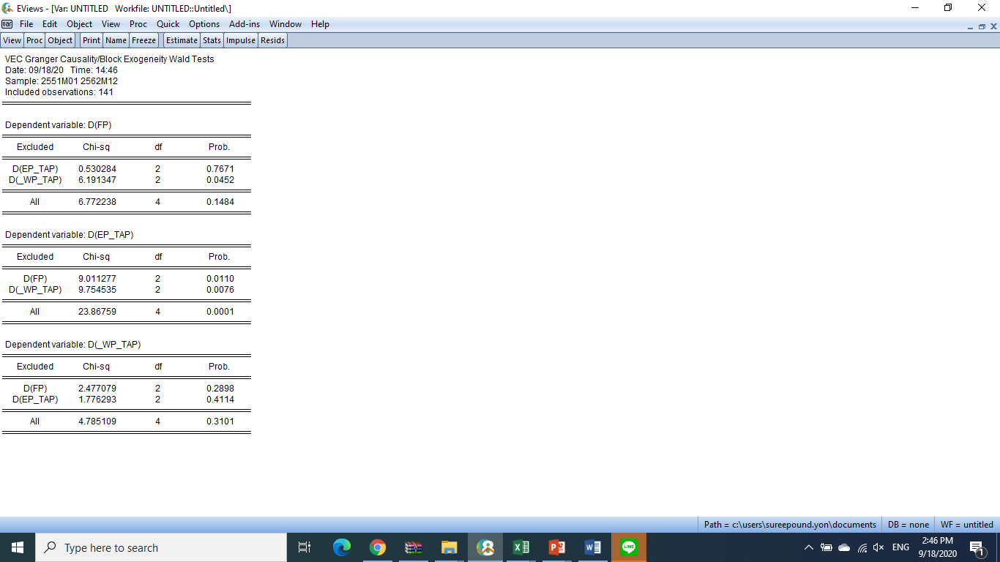 EViews - [Var: UNTITLED   Workfile: UNTITLED::Untitled\]
var File Edit Object View Proc Quick Options Add-ins Window Help
View Proc Object Print Name Freeze Estimate Stats Impulse Resids
VEC Granger Causality/Block Exogeneity Wald Tests
Date: 09/18/20   Time: 14:46
Sample: 2551M01 2562M12
Included observations: 141
Dependent variable: D(FP)
Excluded Chi-sq df Prob.
D(EP_TAP) 0.530284 2 0.7671
D(_WP_TAP) 6.191347 2 0.0452
All 6.772238 4 0.1484
Dependent variable: D(EP_TAP)
Excluded Chi-sq df Prob.
D(FP) 9.011277 2 0.0110
D(_WP_TAP) 9.754535 2 0.0076
All 23.86759 4 0.0001
Dependent variable: D(_WP_TAP)
Excluded Chi-sq df Prob.
D(FP) 2.477079 2 0.2898
D(EP_TAP) 1.776293 2 0.4114
All 4.785109 4 0.3101
Path = c:\users\sureepound.yon\documents DB = none WF = untitled
Type here to search
LINE
ENG
2:46 PM
9/18/2020
1